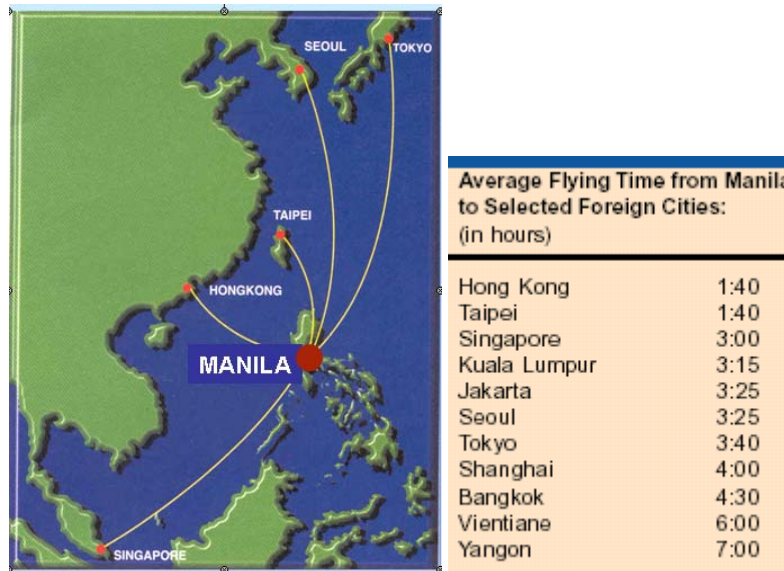 SEOUL
TOKYO
TAIPEI
HONGKONG
MANILA
SINGAPORE
Average Flying Time from Manila
to Selected Foreign Cities:
(in hours)
Hong Kong 1:40
Taipei 1:40
Singapore 3:00
Kuala Lumpur 3:15
Jakarta 3:25
Seoul 3:25
Tokyo 3:40
Shanghai 4:00
Bangkok 4:30
Vientiane 6:00
Yangon 7:00